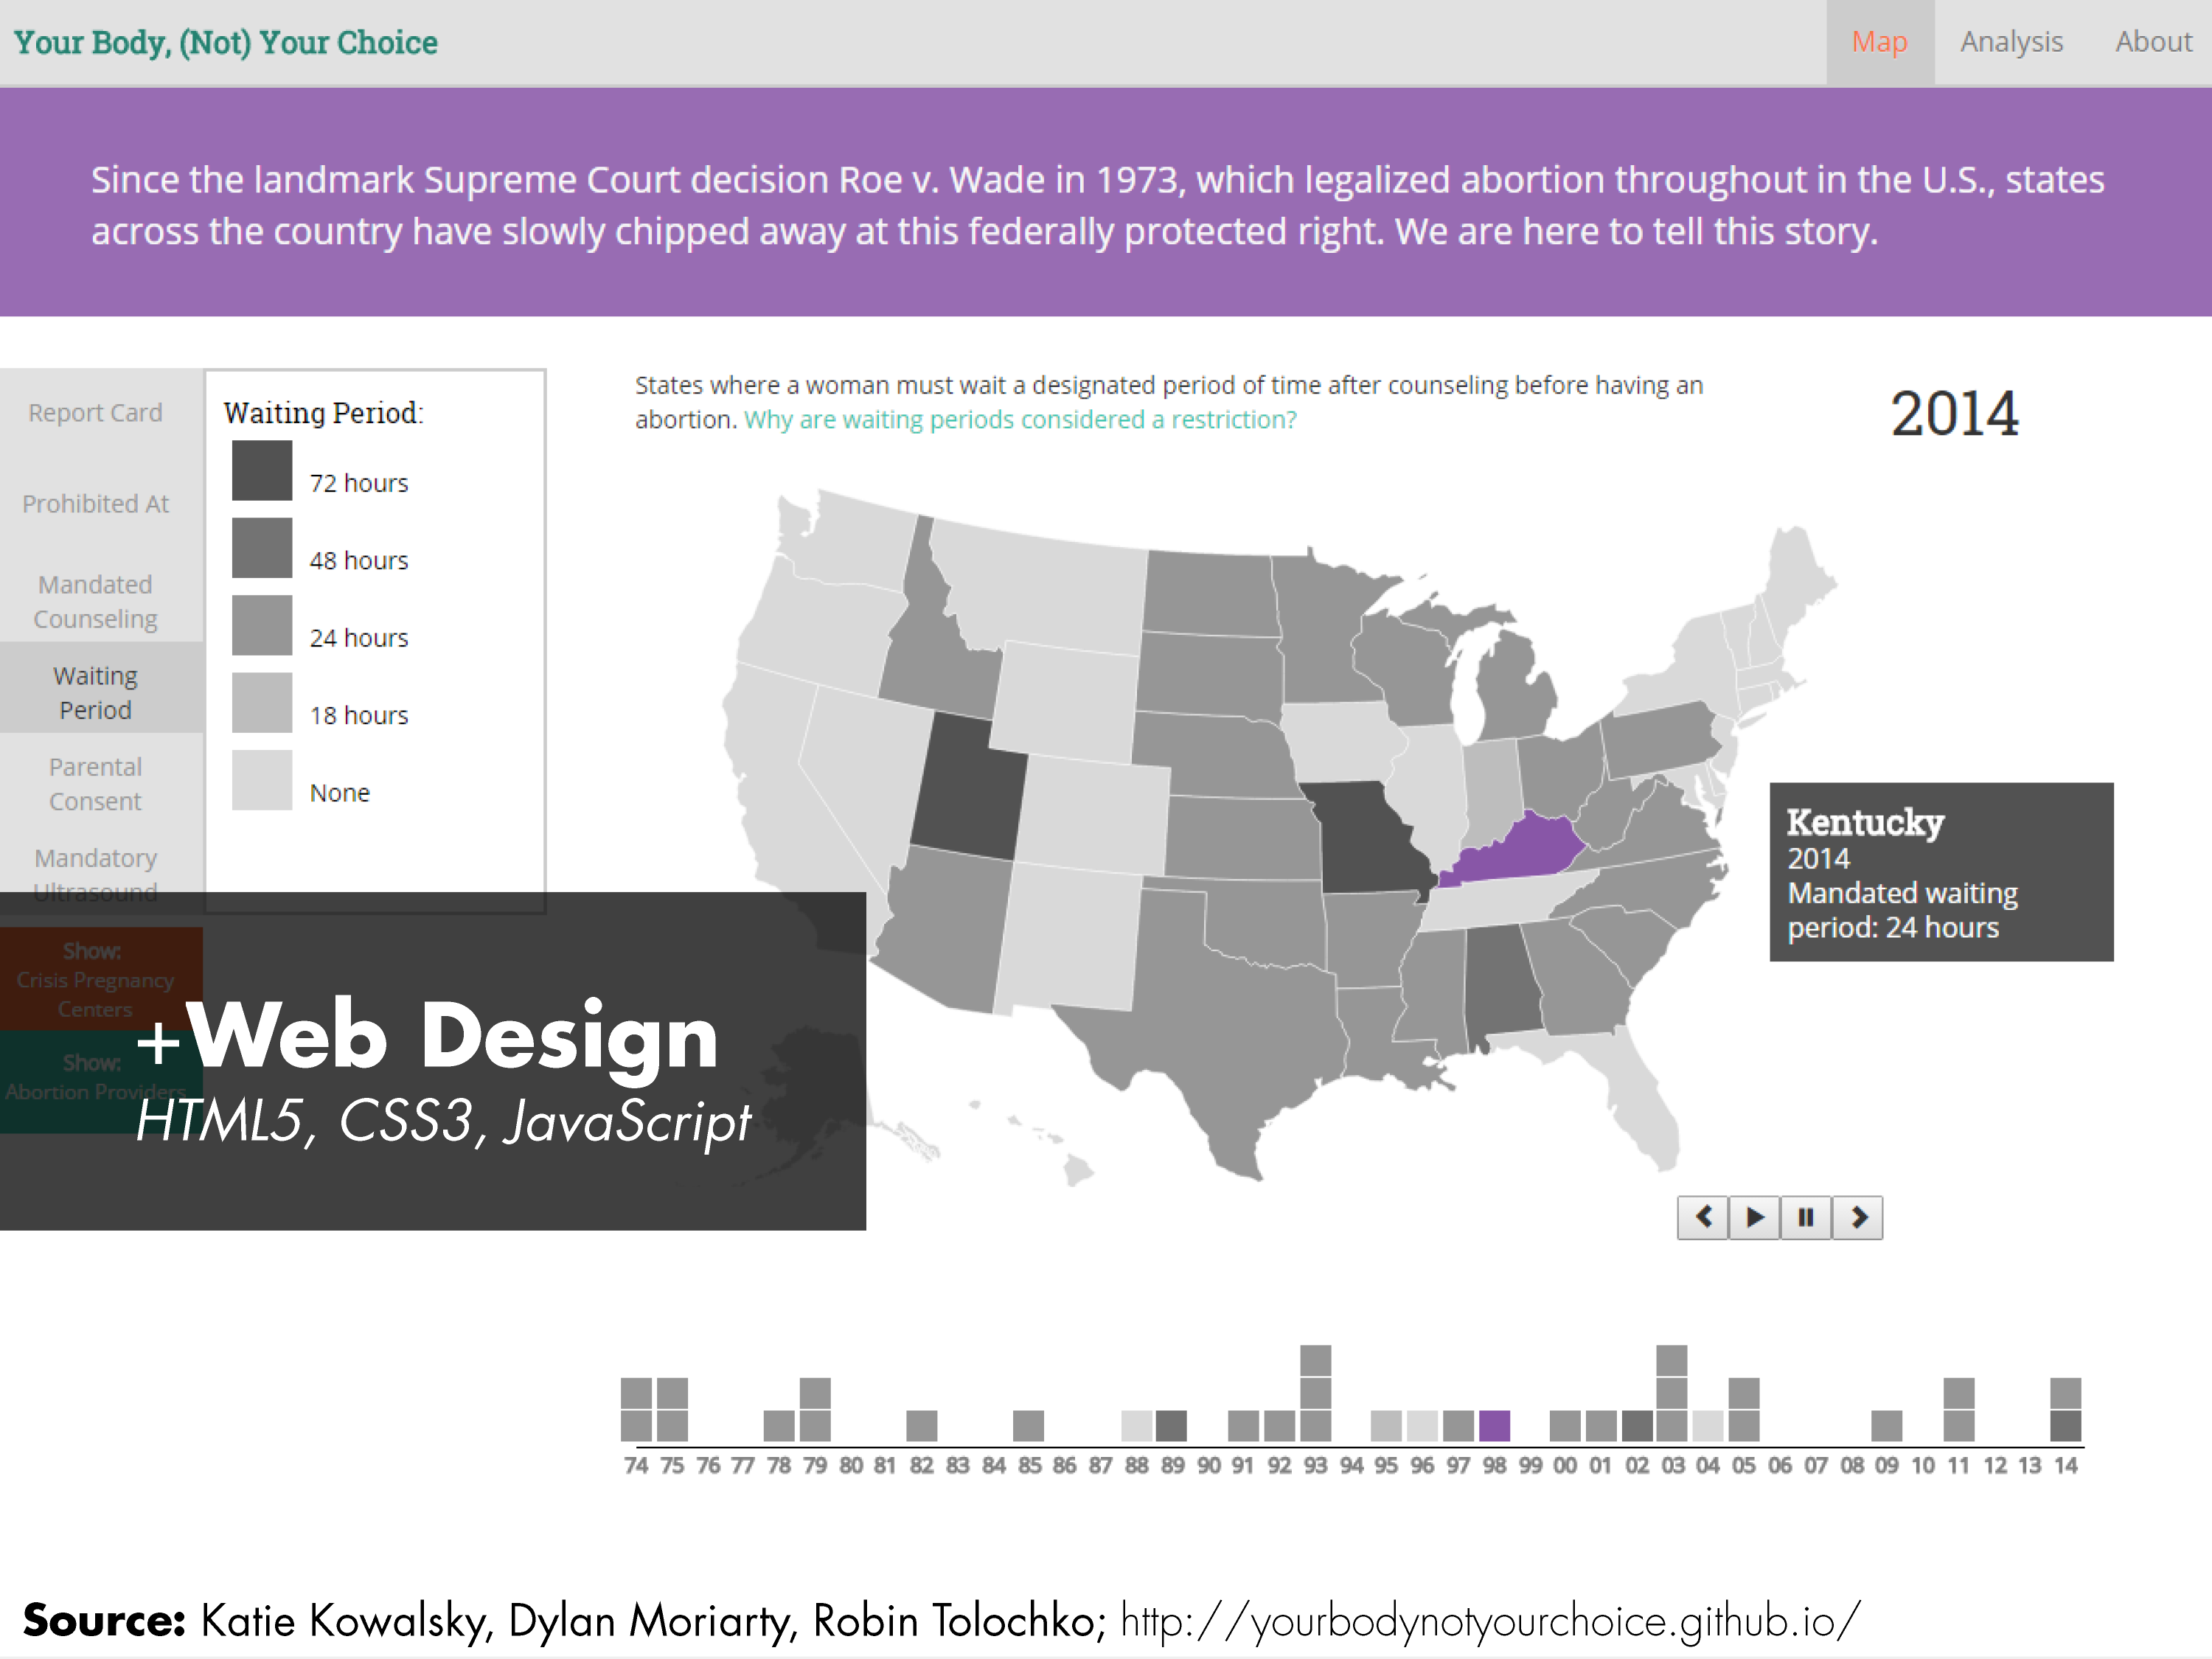 Your Body, (Not) Your Choice
Map
Analysis
About
Since the landmark Supreme Court decision Roe v. Wade in 1973, which legalized abortion throughout in the U.S., states
across the country have slowly chipped away at this federally protected right. We are here to tell this story.
Report Card
Prohibited At
Mandated
Counseling
Waiting
Period
Parental
Consent
Mandatory
Ultrasound
Show:
Crisis Pregnancy
Centers
Show:
Abortion Providers
Waiting Period:
72 hours
48 hours
24 hours
18 hours
None
States where a woman must wait a designated period of time after counseling before having an
abortion. Why are waiting periods considered a restriction?
2014
Kentucky
2014
Mandated waiting
period: 24 hours
+Web Design
HTML5, CSS3, JavaScript
74 75 76 77 78 79 80 81 82 83 84 85 86 87 88 89 90 91 92 93 94 95 96 97 98 99 00 01 02 03 04 05 06 07 08 09 10 11 12 13 14
Source: Katie Kowalsky, Dylan Moriarty, Robin Tolochko; http://yourbodynotyourchoice.github.io/